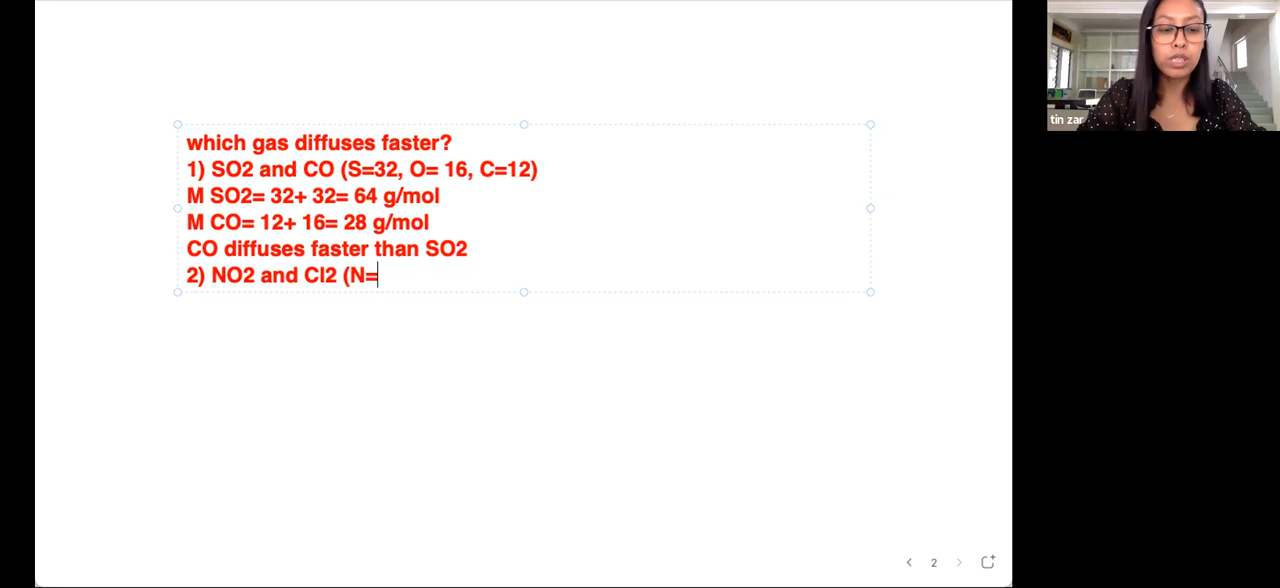 which gas diffuses faster?
1) SO2 and CO (S=32, O= 16, C=12)
M SO2= 32+ 32= 64 g/mol
M CO= 12+ 16= 28 g/mol
CO diffuses faster than SO2
2) NO2 and Cl2 (N=
tin zar
2